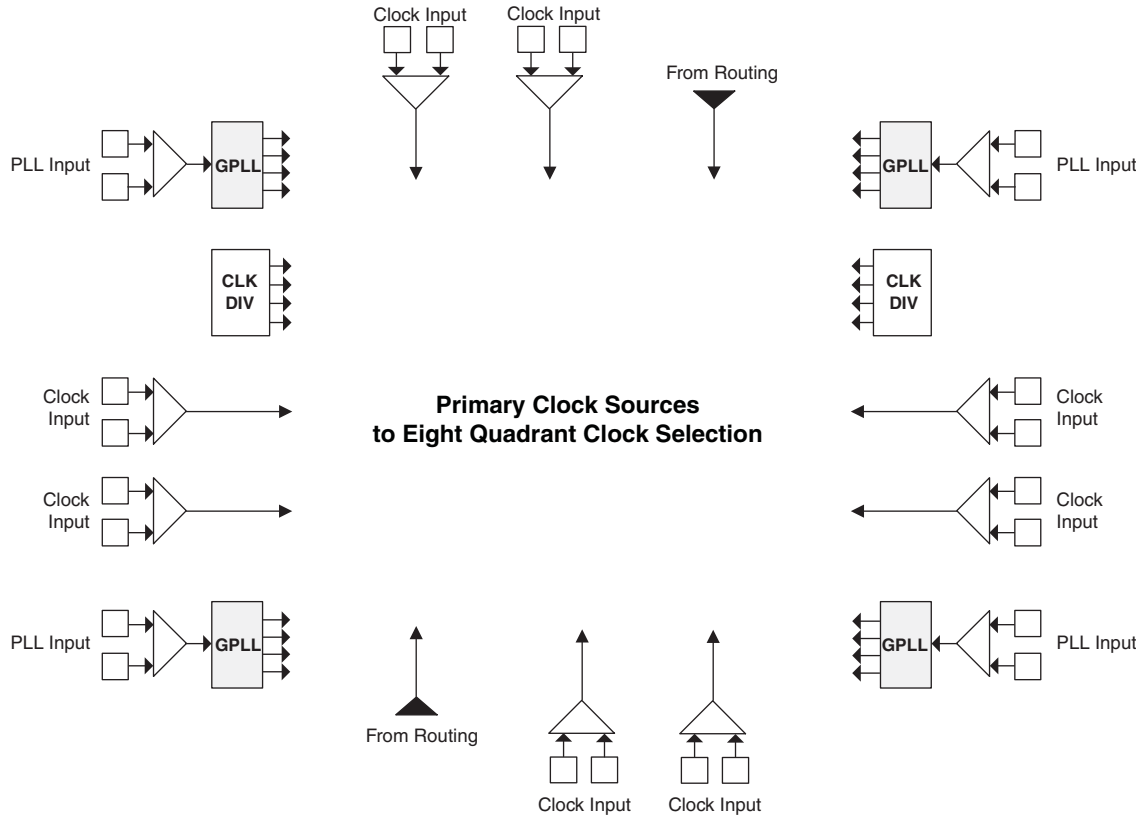 Clock Input
Clock Input
From Routing
PLL Input
GPLL
GPLL
PLL Input
CLK
DIV
CLK
DIV
Clock
Input
Primary Clock Sources
to Eight Quadrant Clock Selection
Clock
Input
Clock
Input
Clock
Input
PLL Input
GPLL
GPLL
PLL Input
From Routing
Clock Input
Clock Input